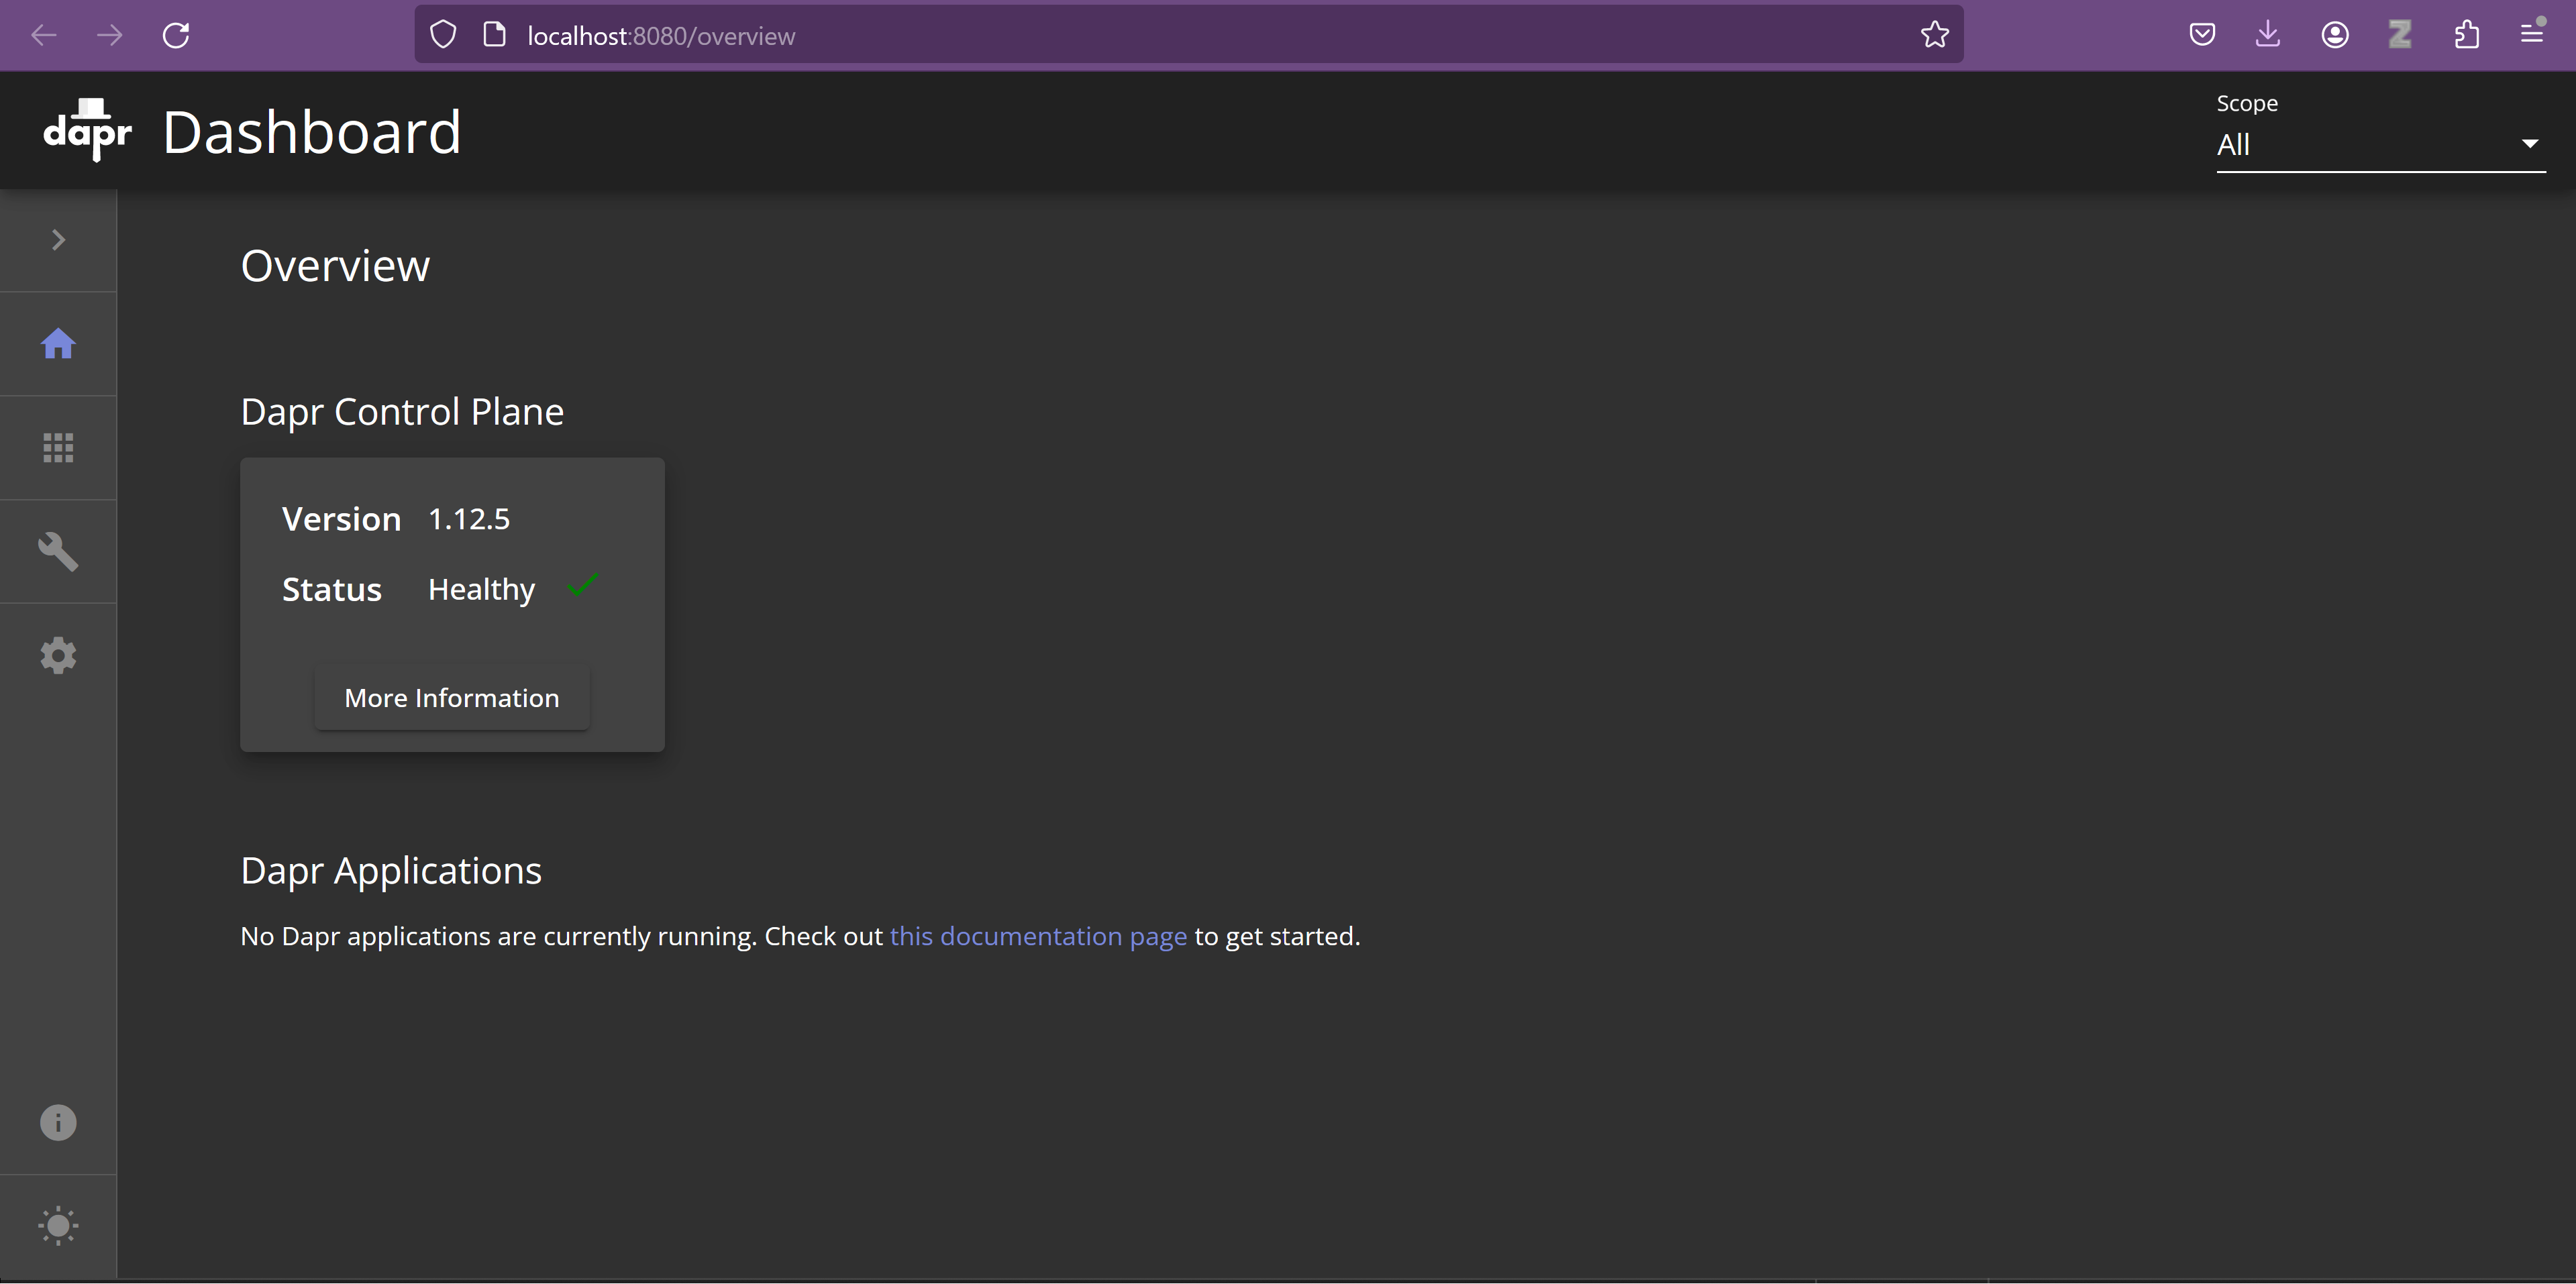 localhost:8080/overview
dapr
Dashboard
Scope
All
Overview
Dapr Control Plane
Version 1.12.5
Status Healthy
More Information
Dapr Applications
No Dapr applications are currently running. Check out this documentation page to get started.